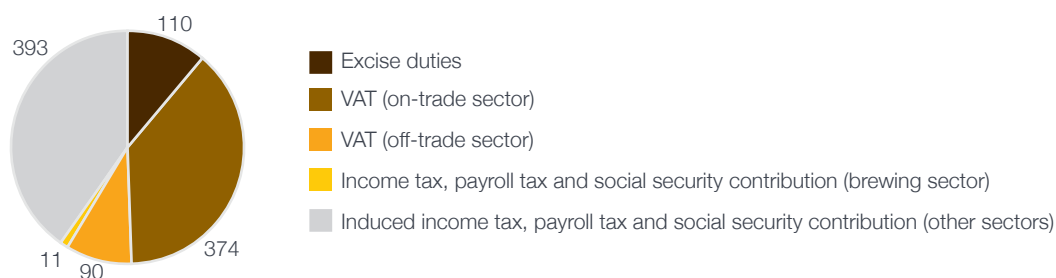 110
393
374
11
90
Excise duties
VAT (on-trade sector)
VAT (off-trade sector)
Income tax, payroll tax and social security contribution (brewing sector)
Induced income tax, payroll tax and social security contribution (other sectors)